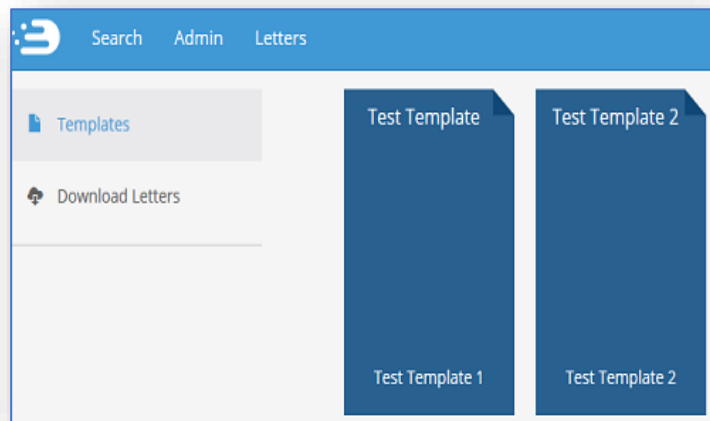 Search Admin Letters
Templates
Download Letters
Test Template
Test Template 1
Test Template 2
Test Template 2